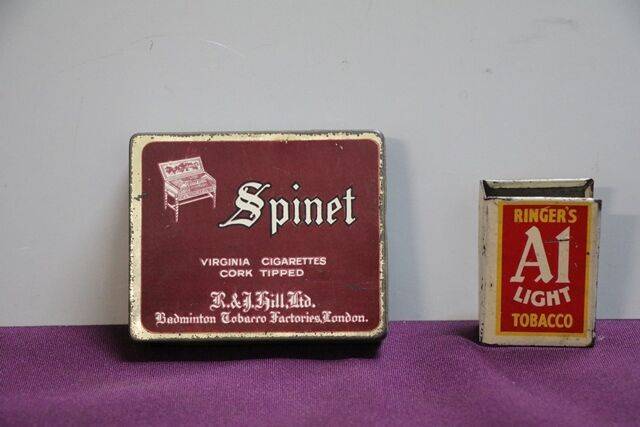 Spinet
VIRGINIA CIGARETTES
CORK TIPPED
R. & J. Hill, Ltd.
Badminton Tobacco Factories, London.
RINGER'S
A1
LIGHT
TOBACCO